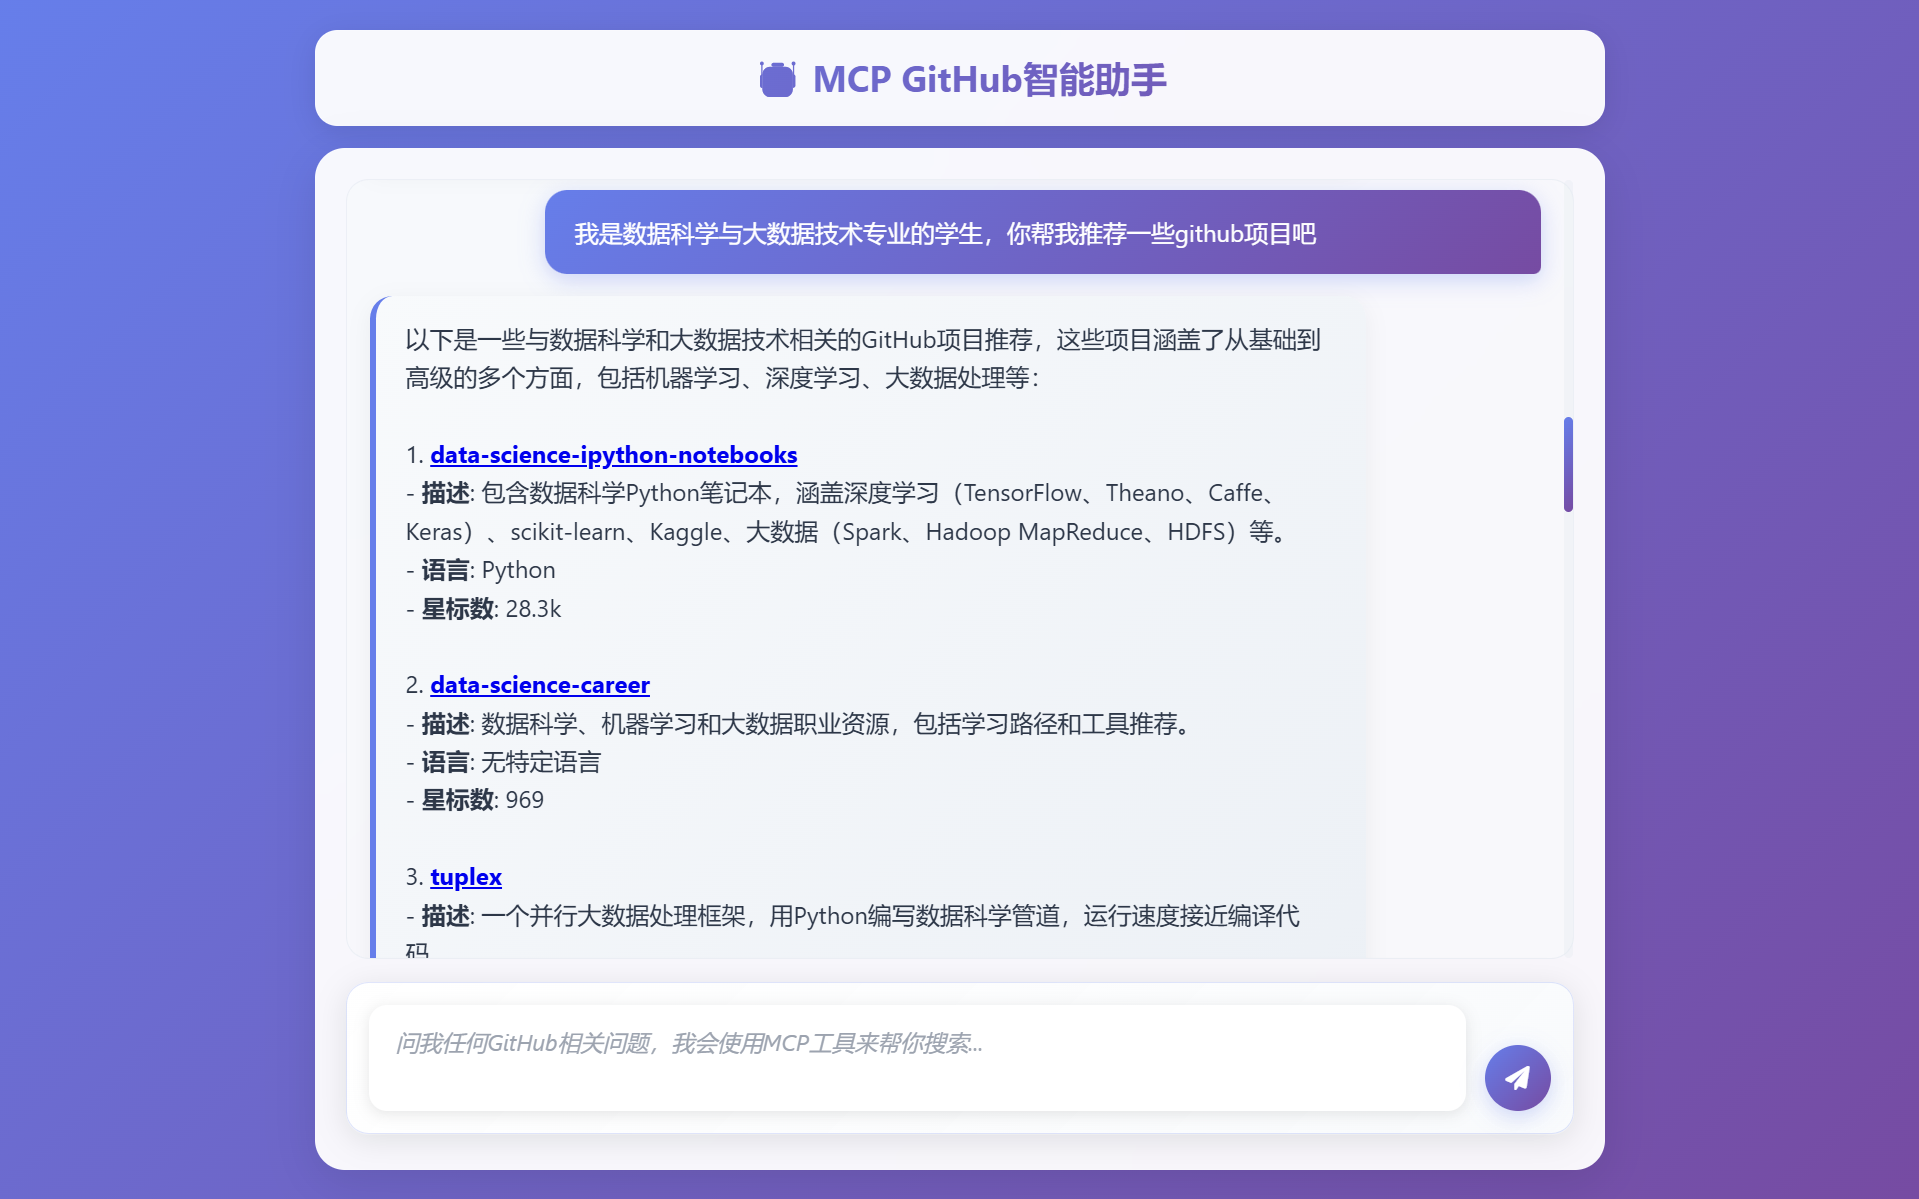 MCP GitHub智能助手
我是数据科学与大数据技术专业的学生，你帮我推荐一些github项目吧
以下是一些与数据科学和大数据技术相关的GitHub项目推荐，这些项目涵盖了从基础到
高级的多个方面，包括机器学习、深度学习、大数据处理等：
1. data-science-ipython-notebooks
- 描述: 包含数据科学Python笔记本，涵盖深度学习（TensorFlow、Theano、Caffe、
Keras）、scikit-learn、Kaggle、大数据（Spark、Hadoop MapReduce、HDFS）等。
- 语言: Python
- 星标数: 28.3k
2. data-science-career
- 描述: 数据科学、机器学习和大数据职业资源，包括学习路径和工具推荐。
- 语言: 无特定语言
- 星标数: 969
3. tuplex
- 描述: 一个并行大数据处理框架，用Python编写数据科学管道，运行速度接近编译代
码
问我任何GitHub相关问题，我会使用MCP工具来帮你搜索...